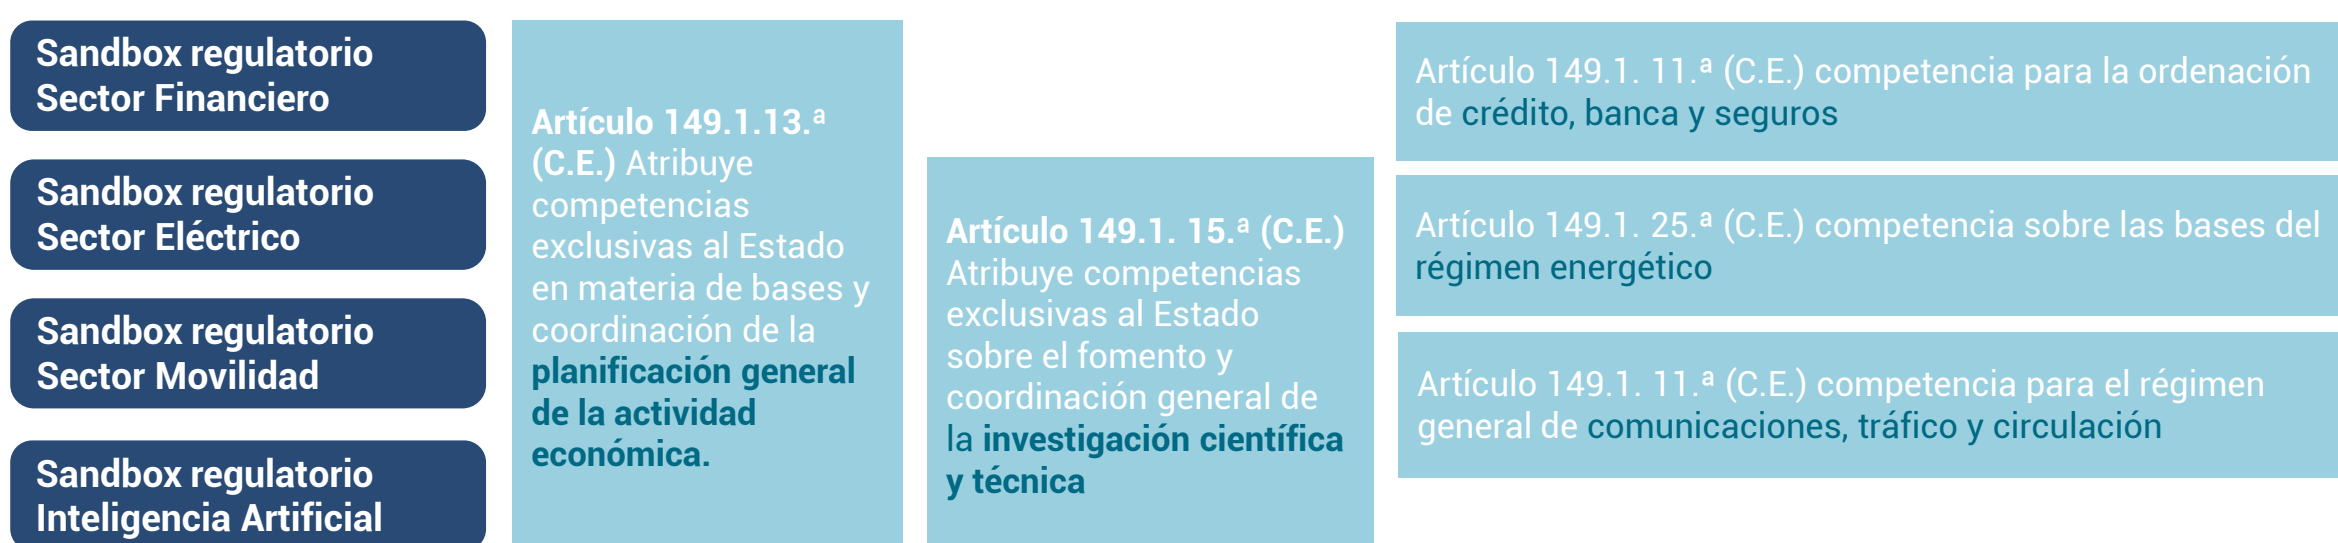 Sandbox regulatorio
Sector Financiero
Sandbox regulatorio
Sector Eléctrico
Sandbox regulatorio
Sector Movilidad
Sandbox regulatorio
Inteligencia Artificial
Artículo 149.1.13.ª
(C.E.) Atribuye
competencias
exclusivas al Estado
en materia de bases y
coordinación de la
planificación general
de la actividad
económica.
Artículo 149.1. 15.ª (C.E.)
Atribuye competencias
exclusivas al Estado
sobre el fomento y
coordinación general de
la investigación científica
y técnica
Artículo 149.1. 11.ª (C.E.) competencia para la ordenación
de crédito, banca y seguros
Artículo 149.1. 25.ª (C.E.) competencia sobre las bases del
régimen energético
Artículo 149.1. 11.ª (C.E.) competencia para el régimen
general de comunicaciones, tráfico y circulación